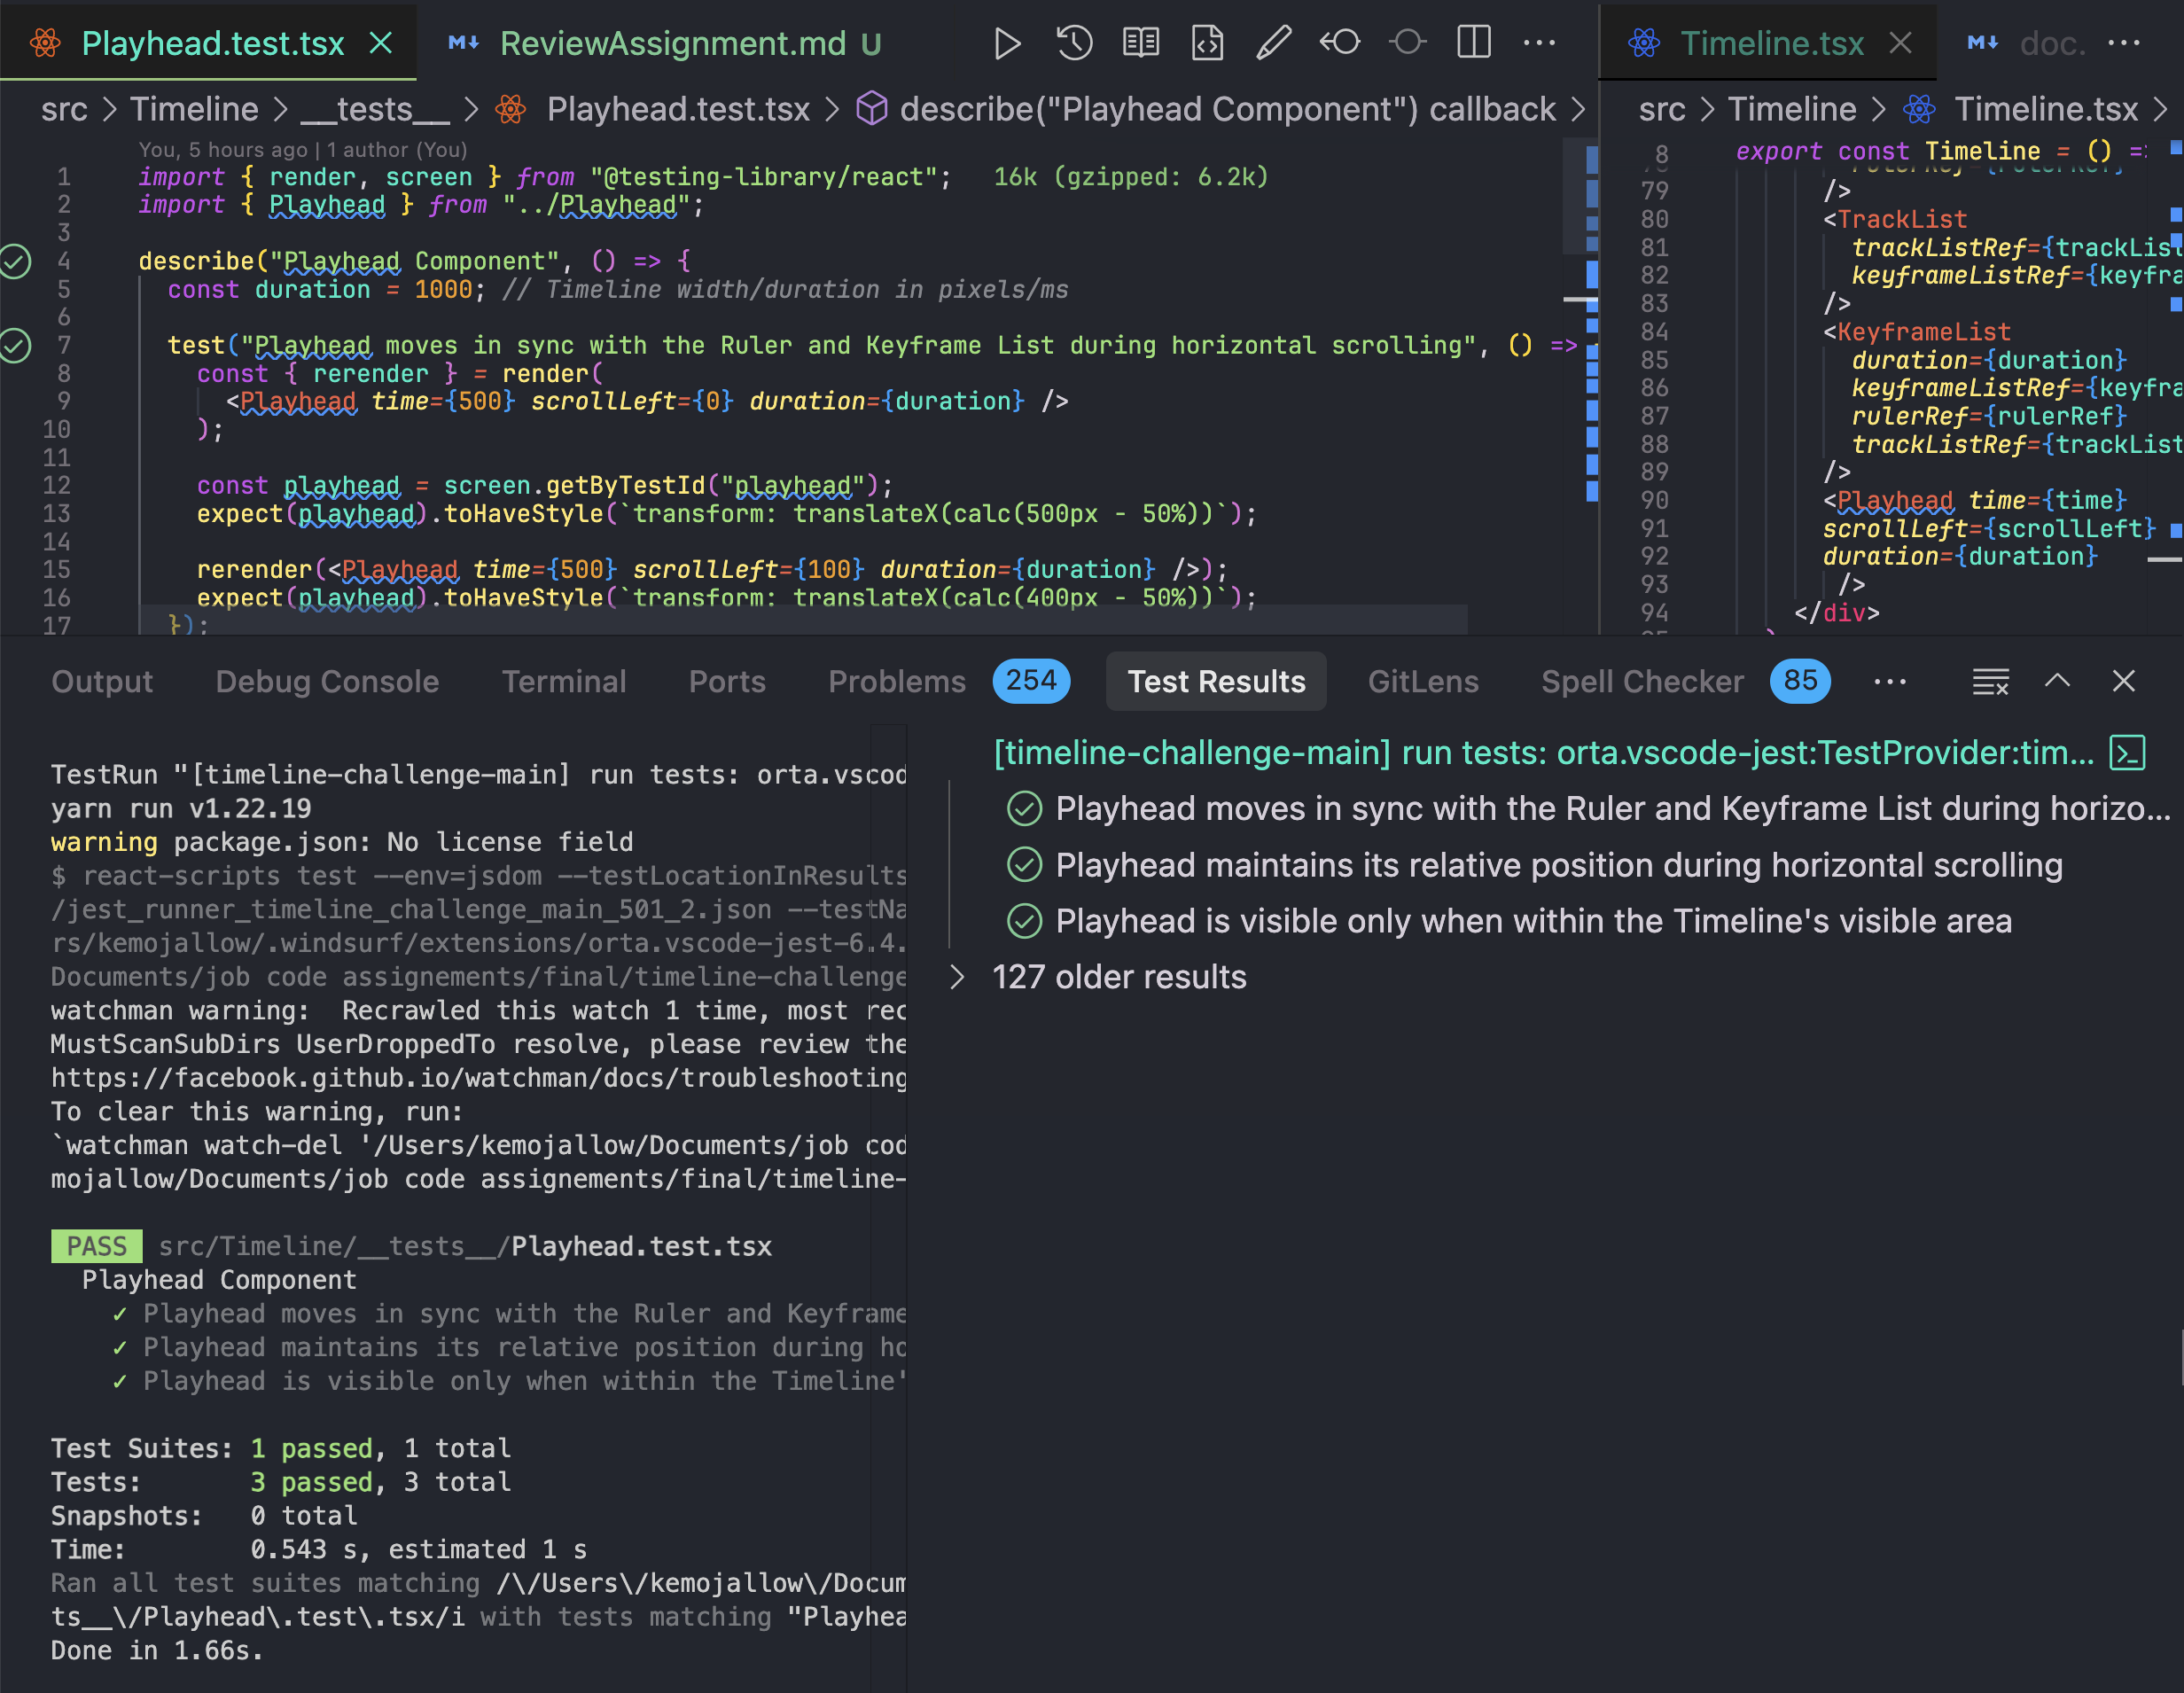 Playhead.test.tsx
ReviewAssignment.md U
src > Timeline > __tests__ > Playhead.test.tsx > describe("Playhead Component") callback >
You, 5 hours ago | 1 author (You)
1 import { render, screen } from "@testing-library/react"; 16k (gzipped: 6.2k)
2 import { Playhead } from "../Playhead";
3
4 describe("Playhead Component", () => {
5 const duration = 1000; // Timeline width/duration in pixels/ms
6
7 test("Playhead moves in sync with the Ruler and Keyframe List during horizontal scrolling", () =>
8 const { rerender } = render(
9 <Playhead time={500} scrollLeft={0} duration={duration} />
10 );
11
12 const playhead = screen.getByTestId("playhead");
13 expect(playhead).toHaveStyle(`transform: translateX(calc(500px - 50%))`);
14
15 rerender(<Playhead time={500} scrollLeft={100} duration={duration} />);
16 expect(playhead).toHaveStyle(`transform: translateX(calc(400px - 50%))`);
17 });
Timeline.tsx
doc.
src > Timeline > Timeline.tsx >
8 export const Timeline = () =
79 />
80 <TrackList
81 trackListRef={trackList
82 keyframeListRef={keyfra
83 />
84 <KeyframeList
85 duration={duration}
86 keyframeListRef={keyfra
87 rulerRef={rulerRef}
88 trackListRef={trackList
89 />
90 <Playhead time={time}
91 scrollLeft={scrollLeft}
92 duration={duration}
93 />
94 </div>
Output Debug Console Terminal Ports Problems 254 Test Results GitLens Spell Checker 85
TestRun "[timeline-challenge-main] run tests: orta.vscod
yarn run v1.22.19
warning package.json: No license field
$ react-scripts test --env=jsdom --testLocationInResults
/jest_runner_timeline_challenge_main_501_2.json --testNa
rs/kemojallow/.windsurf/extensions/orta.vscode-jest-6.4.
Documents/job code assignements/final/timeline-challenge
watchman warning:  Recrawled this watch 1 time, most rec
MustScanSubDirs UserDroppedTo resolve, please review the
https://facebook.github.io/watchman/docs/troubleshooting
To clear this warning, run:
`watchman watch-del '/Users/kemojallow/Documents/job cod
mojallow/Documents/job code assignements/final/timeline-
PASS src/Timeline/__tests__/Playhead.test.tsx
Playhead Component
✓ Playhead moves in sync with the Ruler and Keyframe
✓ Playhead maintains its relative position during ho
✓ Playhead is visible only when within the Timeline'
Test Suites: 1 passed, 1 total
Tests: 3 passed, 3 total
Snapshots: 0 total
Time: 0.543 s, estimated 1 s
Ran all test suites matching /\/Users\/kemojallow\/Docum
ts__\/Playhead\.test\.tsx/i with tests matching "Playhea
Done in 1.66s.
[timeline-challenge-main] run tests: orta.vscode-jest:TestProvider:tim...
Playhead moves in sync with the Ruler and Keyframe List during horizo...
Playhead maintains its relative position during horizontal scrolling
Playhead is visible only when within the Timeline's visible area
127 older results